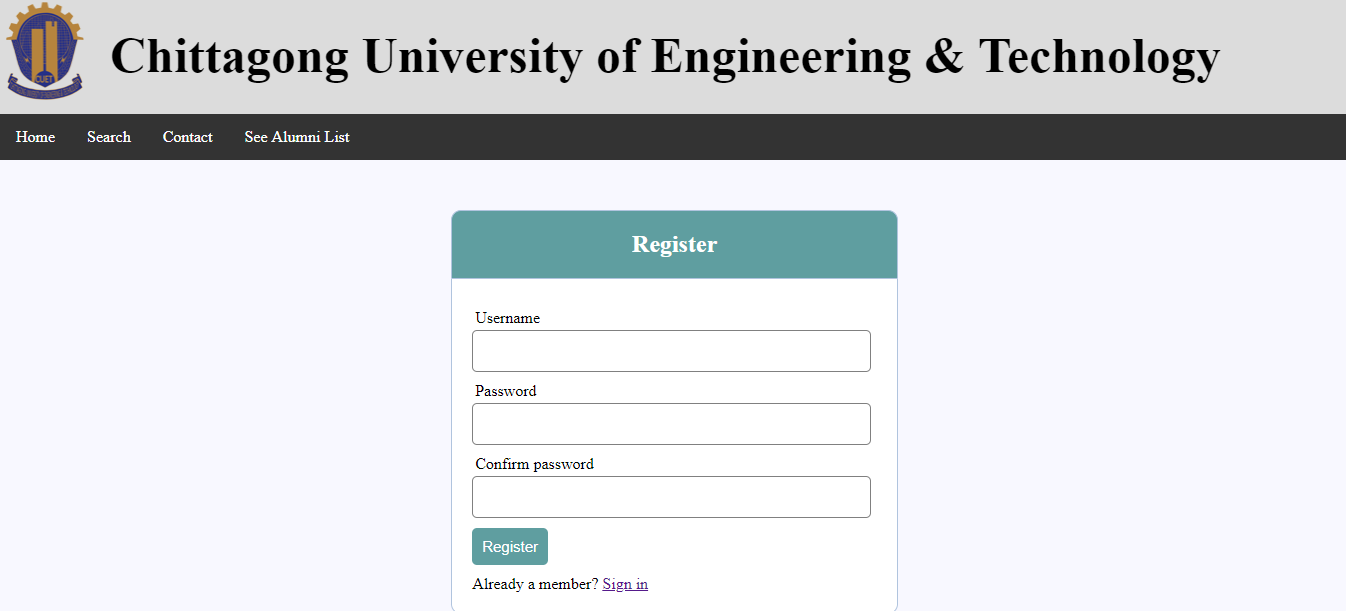 CUET
Chittagong University of Engineering & Technology
Home Search Contact See Alumni List
Register
Username
Password
Confirm password
Register
Already a member? Sign in